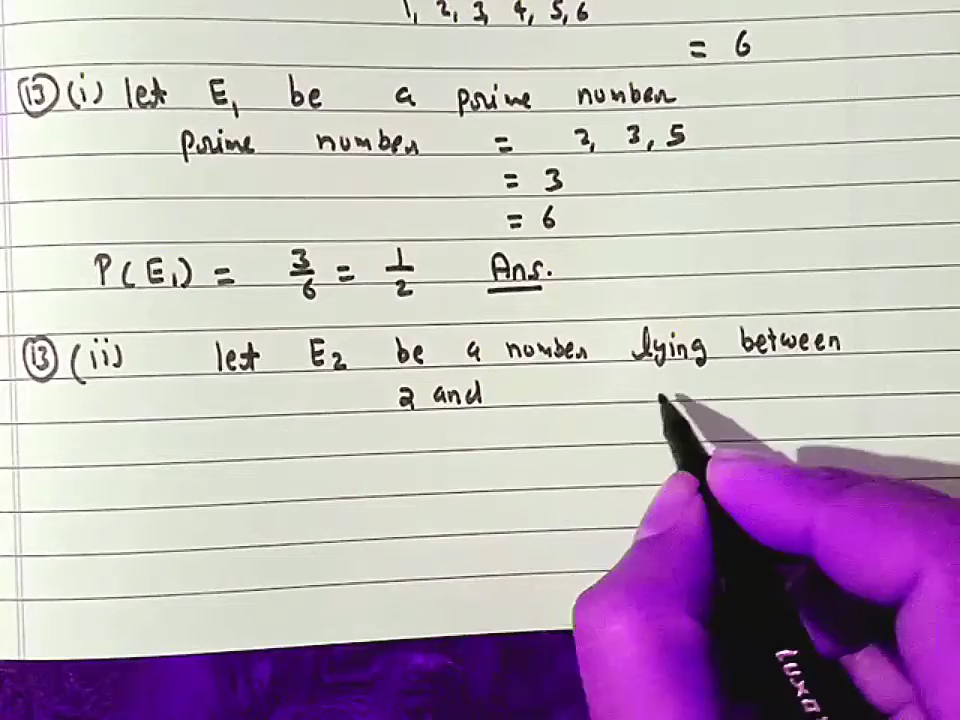 1, 2, 3, 4, 5, 6
= 6
13 (i) let E1 be a prime number
prime number = 2, 3, 5
= 3
= 6
P(E1) = 3/6 = 1/2 Ans.
13 (ii) let E2 be a number lying between
2 and
luxo